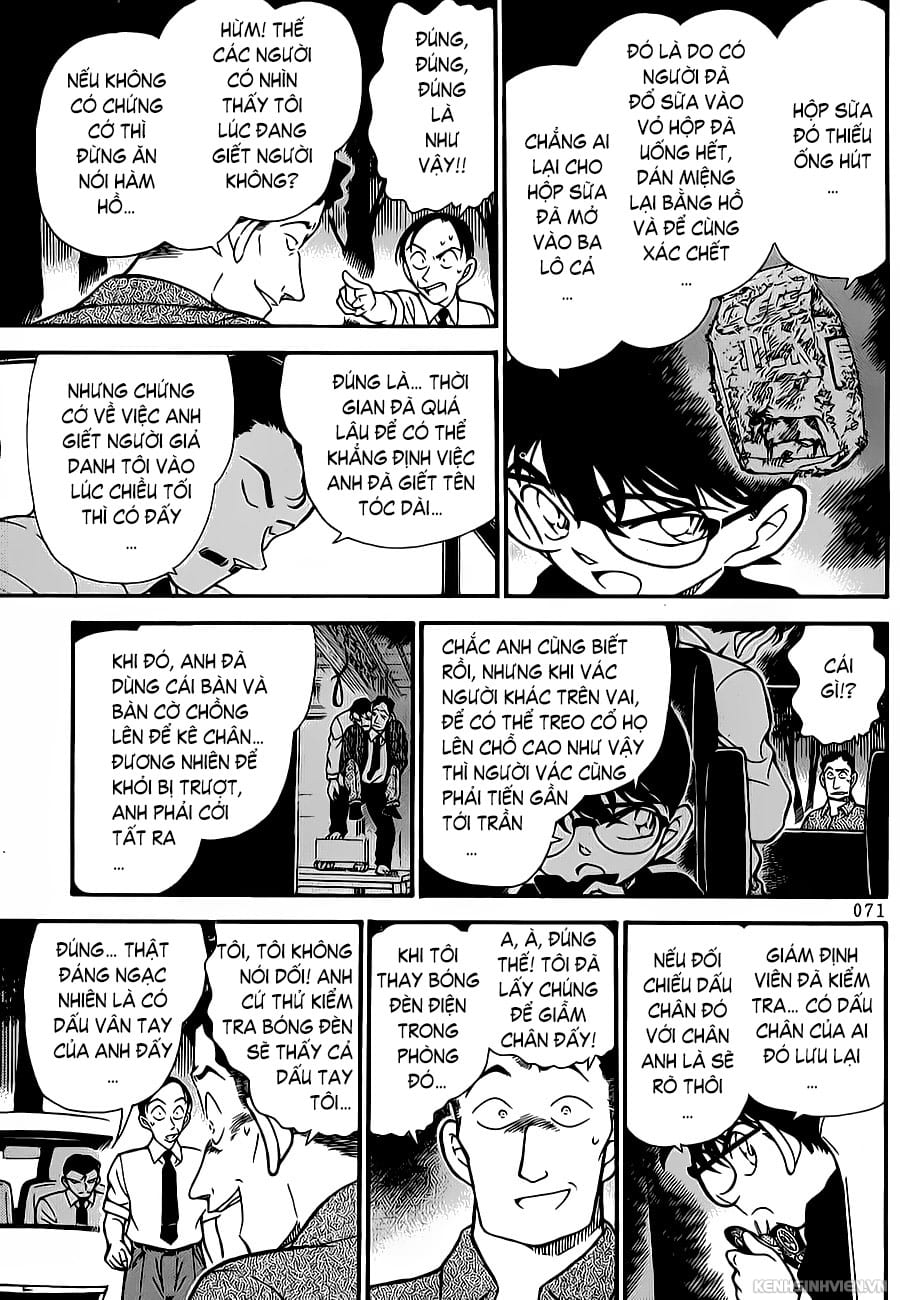 HỘP SỮA
ĐÓ THIẾU
ỐNG HÚT
...
ĐÓ LÀ DO CÓ
NGƯỜI ĐÃ
ĐỔ SỮA VÀO
VỎ HỘP ĐÃ
UỐNG HẾT,
DÁN MIỆNG
LẠI BẰNG HỒ
VÀ ĐỂ CÙNG
XÁC CHẾT
...
CHẲNG AI
LẠI CHO
HỘP SỮA
ĐÃ MỞ
VÀO BA
LÔ CẢ
...
ĐÚNG,
ĐÚNG,
ĐÚNG
LÀ
NHƯ
VẬY!!
HỪM! THẾ
CÁC NGƯỜI
CÓ NHÌN
THẤY TÔI
LÚC ĐANG
GIẾT NGƯỜI
KHÔNG?
NẾU KHÔNG
CÓ CHỨNG
CỚ THÌ
ĐỪNG ĂN
NÓI HÀM
HỒ...
ĐÚNG LÀ... THỜI
GIAN ĐÃ QUÁ
LÂU ĐỂ CÓ THỂ
KHẲNG ĐỊNH VIỆC
ANH ĐÃ GIẾT TÊN
TÓC DÀI...
NHƯNG CHỨNG
CỚ VỀ VIỆC ANH
GIẾT NGƯỜI GIẢ
DANH TÔI VÀO
LÚC CHIỀU TỐI
THÌ CÓ ĐẤY
...
CÁI
GÌ!?
CHẮC ANH CŨNG BIẾT
RỒI, NHƯNG KHI VÁC
NGƯỜI KHÁC TRÊN VAI,
ĐỂ CÓ THỂ TREO CỔ HỌ
LÊN CHỖ CAO NHƯ VẬY
THÌ NGƯỜI VÁC CŨNG
PHẢI TIẾN GẦN
TỚI TRẦN
...
KHI ĐÓ, ANH ĐÃ
DÙNG CÁI BÀN VÀ
BÀN CỜ CHỒNG
LÊN ĐỂ KÊ CHÂN...
ĐƯƠNG NHIÊN ĐỂ
KHỎI BỊ TRƯỢT,
ANH PHẢI CỞI
TẤT RA
...
071
GIÁM ĐỊNH
VIÊN ĐÃ KIỂM
TRA... CÓ DẤU
CHÂN CỦA AI
ĐÓ LƯU LẠI
...
NẾU ĐỐI
CHIẾU DẤU
CHÂN ĐÓ
VỚI CHÂN
ANH LÀ SẼ
RÕ THÔI
...
A, À, ĐÚNG
THẾ! TÔI ĐÃ
LẤY CHÚNG
ĐỂ GIẪM
CHÂN ĐẤY!
KHI TÔI
THAY BÓNG
ĐÈN ĐIỆN
TRONG
PHÒNG
ĐÓ...
TÔI, TÔI KHÔNG
NÓI DỐI! ANH
CỨ THỬ KIỂM
TRA BÓNG ĐÈN
SẼ THẤY CẢ
DẤU TAY
TÔI...
ĐÚNG... THẬT
ĐÁNG NGẠC
NHIÊN LÀ CÓ
DẤU VÂN TAY
CỦA ANH ĐẤY
...
KENHSINHVIEN.VN